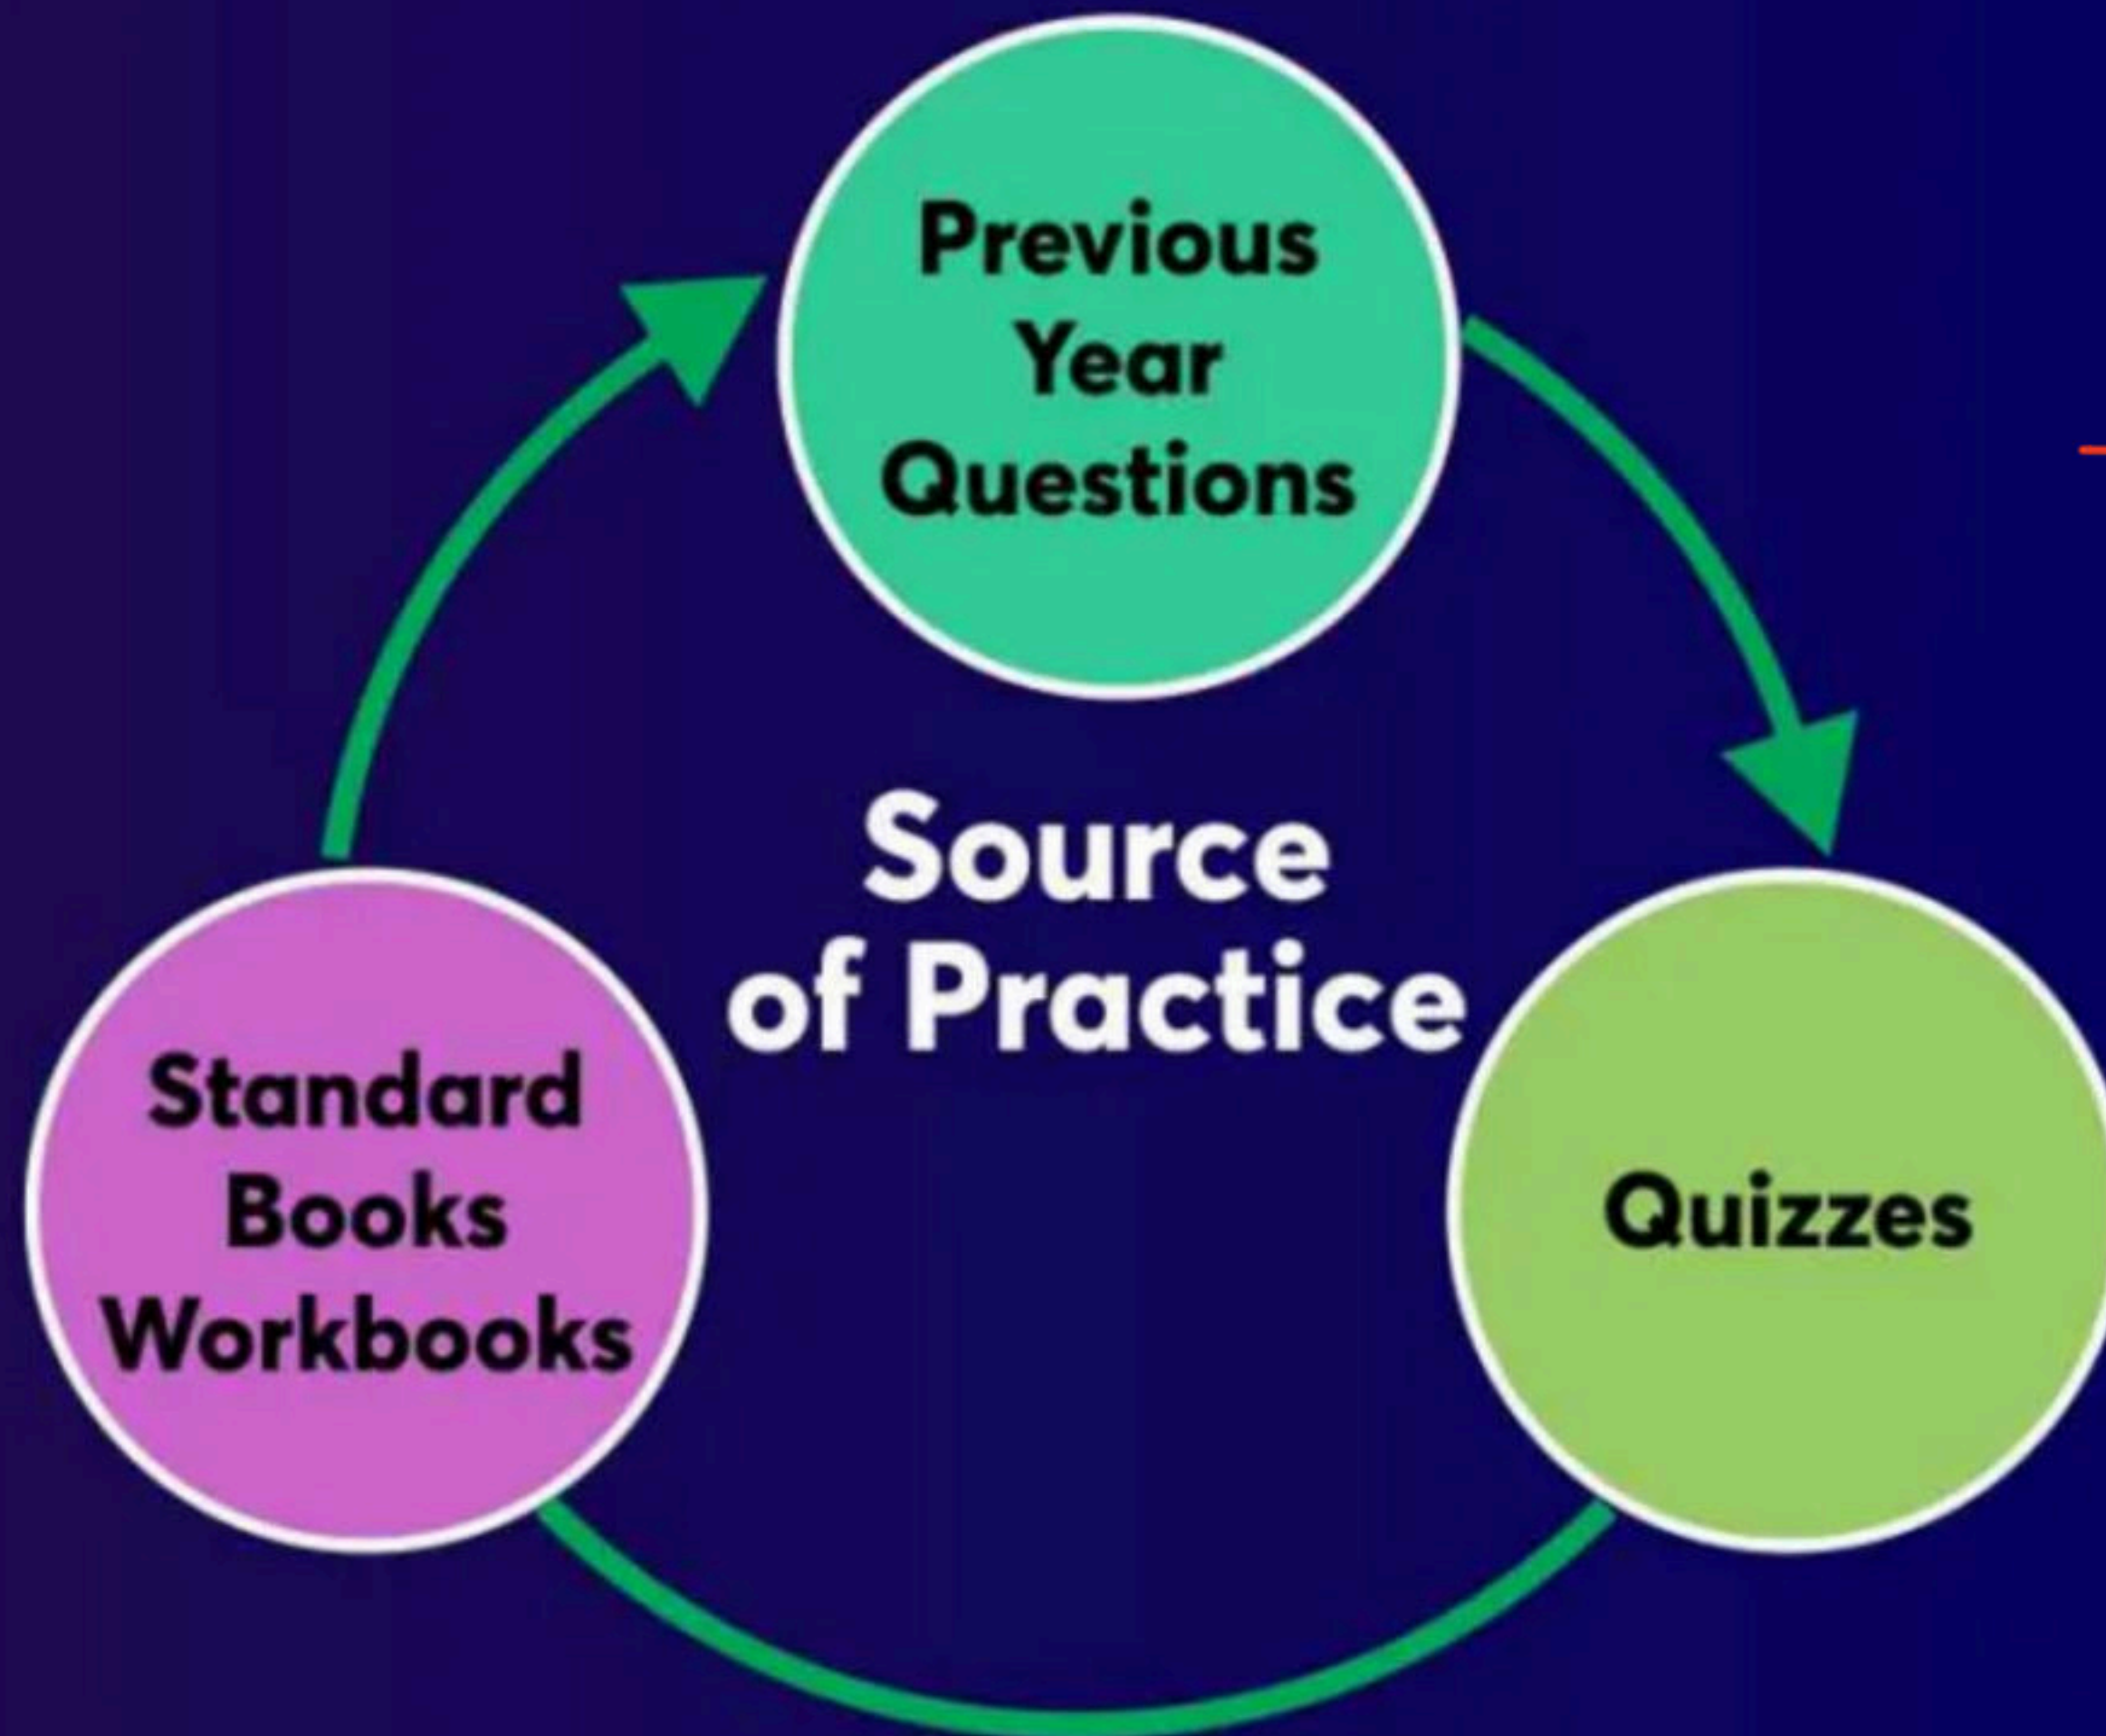 Previous
Year
Questions
Source
of Practice
Standard
Books
Workbooks
Quizzes